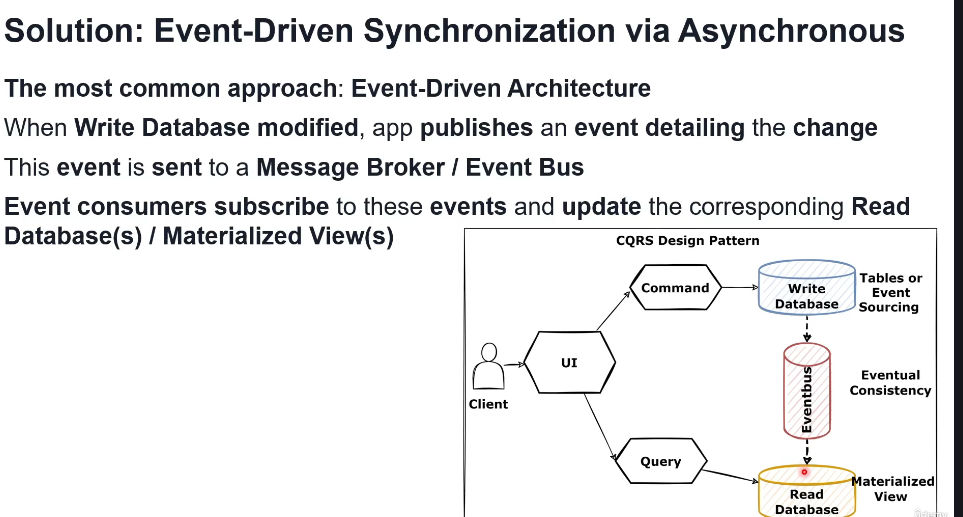 Solution: Event-Driven Synchronization via Asynchronous
The most common approach: Event-Driven Architecture
When Write Database modified, app publishes an event detailing the change
This event is sent to a Message Broker / Event Bus
Event consumers subscribe to these events and update the corresponding Read
Database(s) / Materialized View(s)
CQRS Design Pattern
Command
Write
Database
Tables or
Event
Sourcing
UI
Client
Eventbus
Eventual
Consistency
Query
Read
Database
Materialized
View